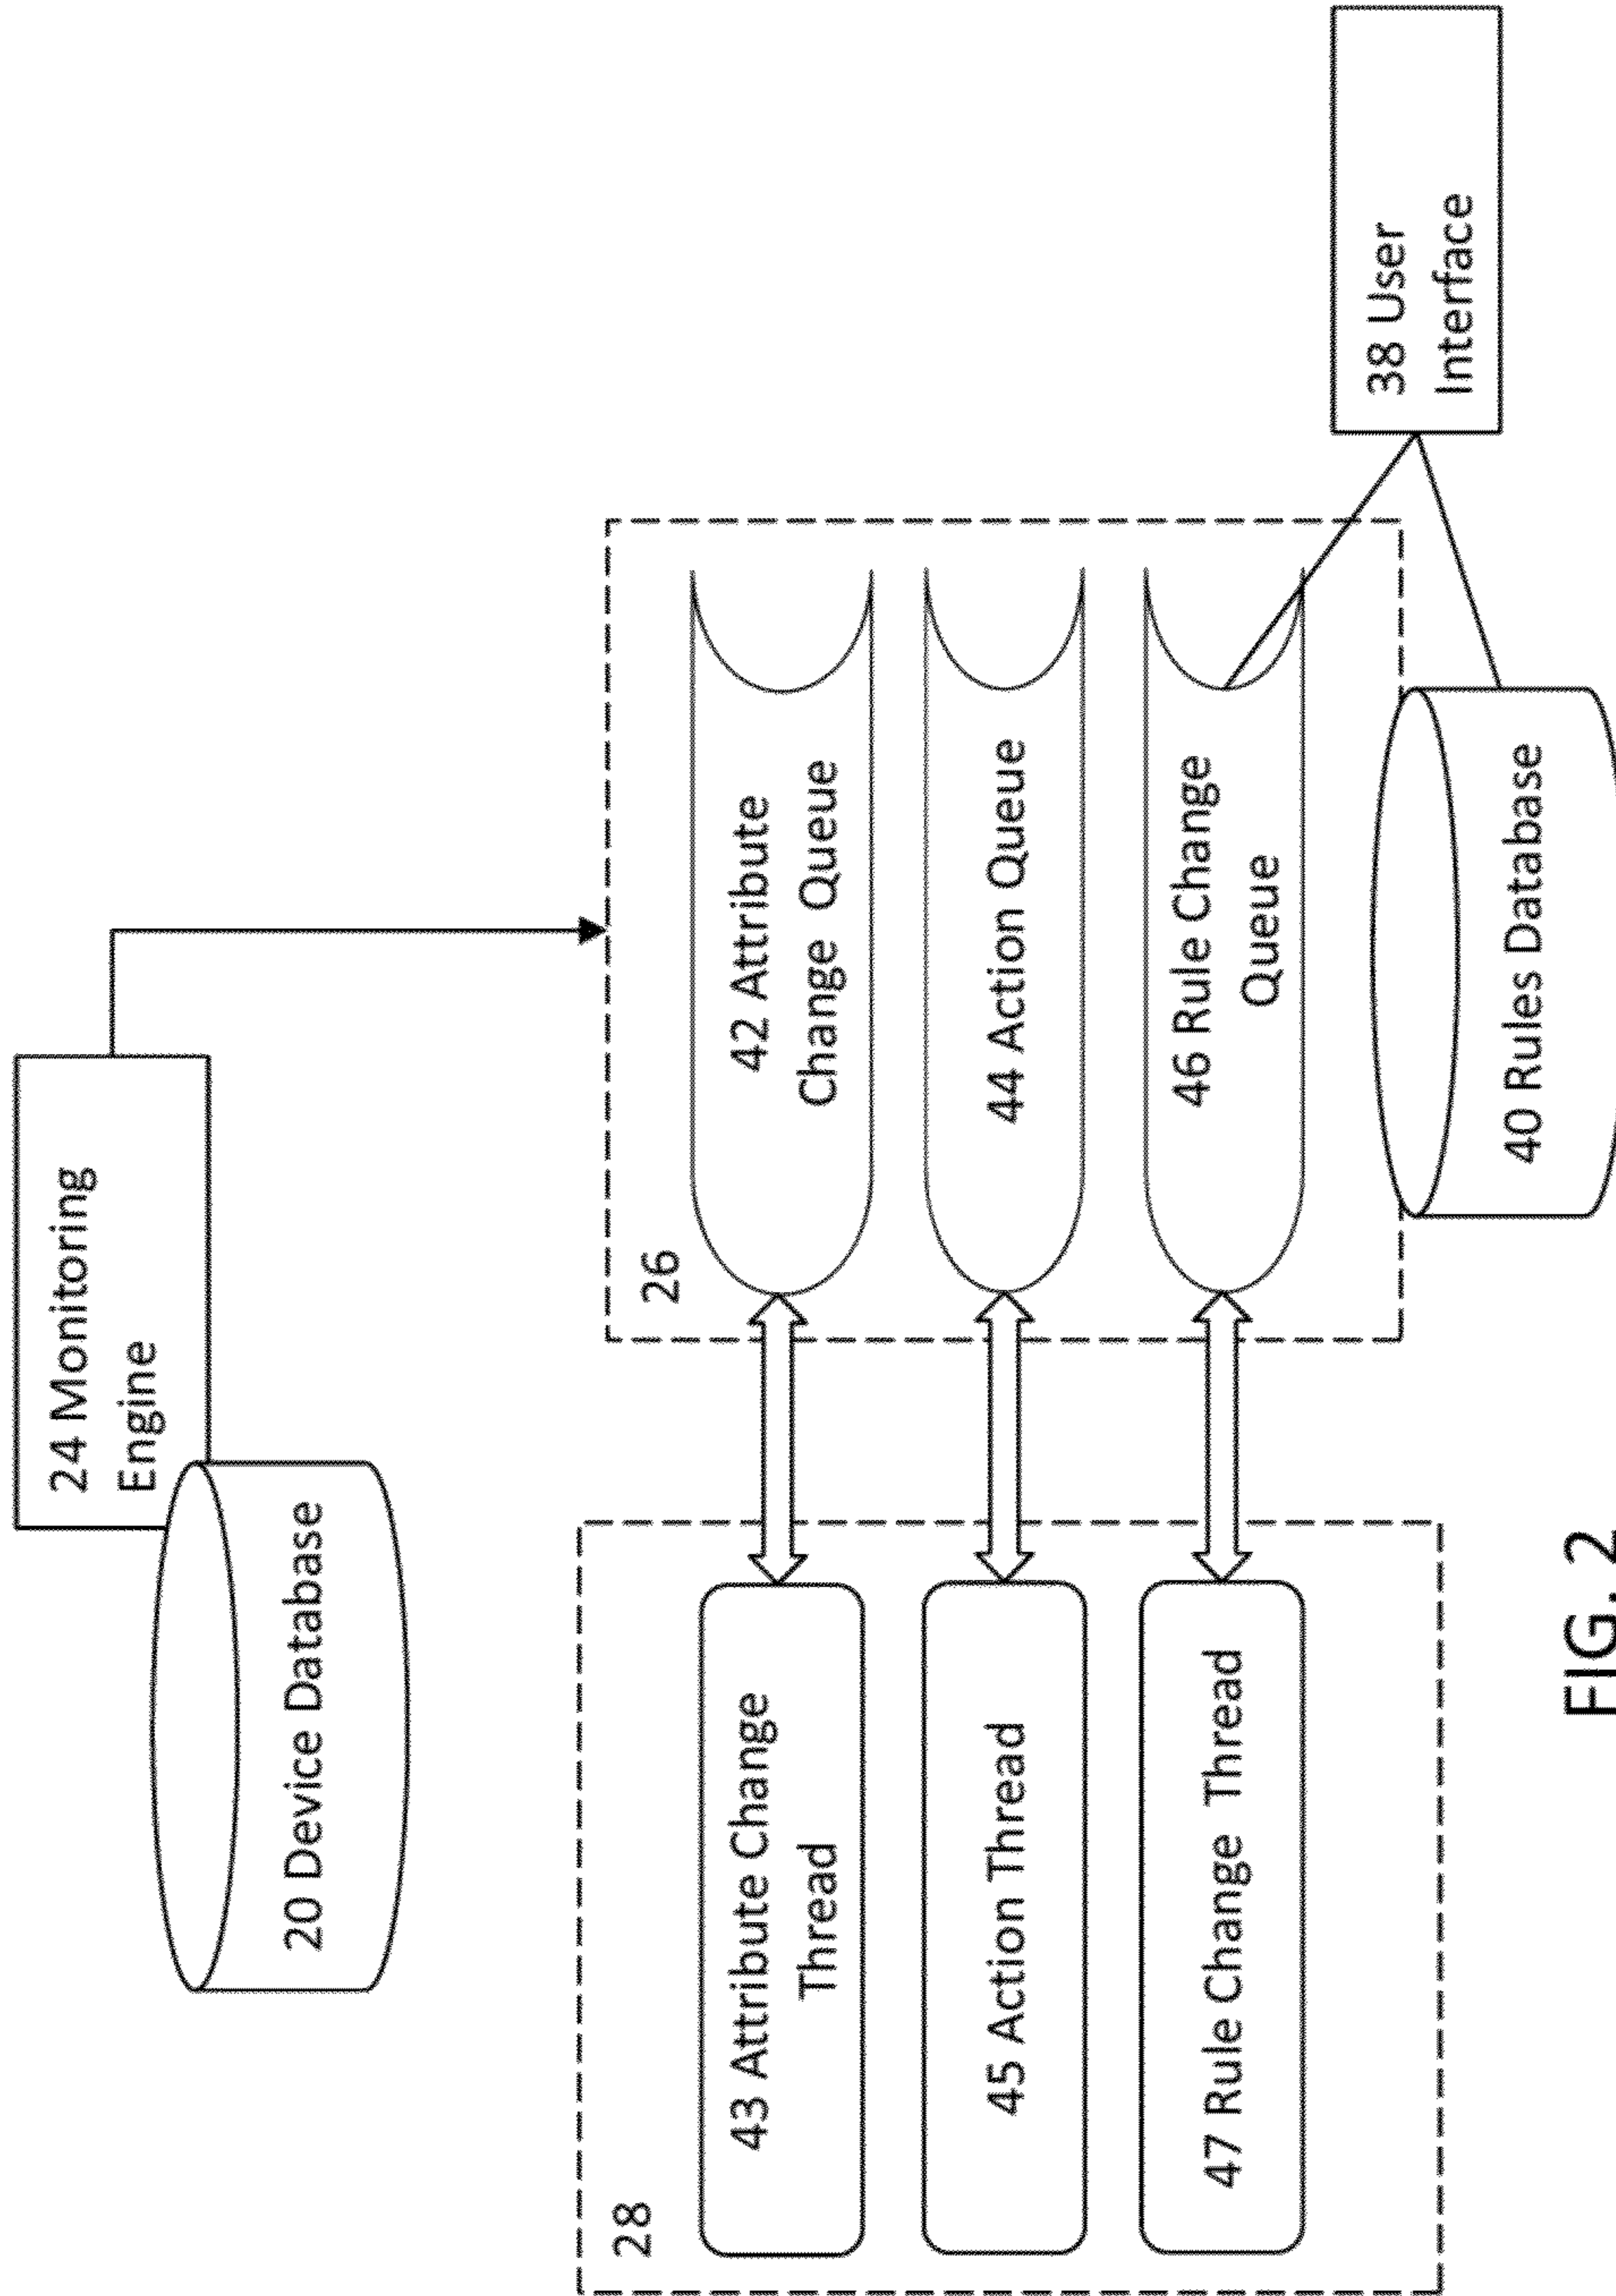 24 Monitoring
Engine
20 Device Database
28
43 Attribute Change
Thread
45 Action Thread
47 Rule Change Thread
26
42 Attribute
Change Queue
44 Action Queue
46 Rule Change
Queue
40 Rules Database
38 User
Interface
FIG. 2